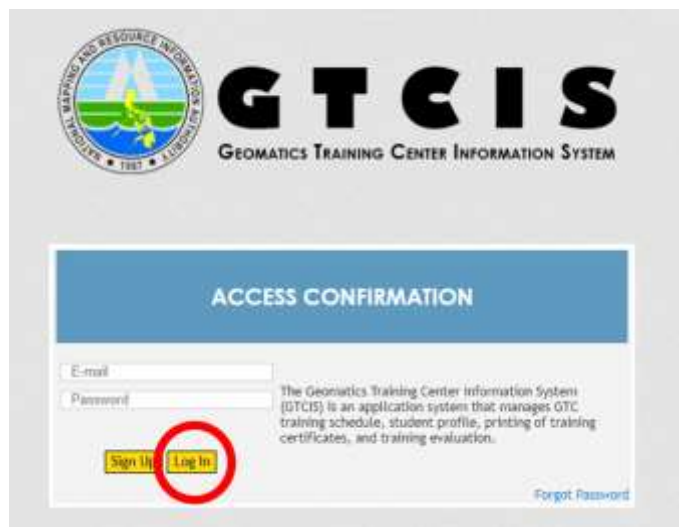 NATIONAL MAPPING AND RESOURCE INFORMATION AUTHORITY
1987
GTCIS
GEOMATICS TRAINING CENTER INFORMATION SYSTEM
ACCESS CONFIRMATION
E-mail
Password
The Geomatics Training Center Information System
(GTCIS) is an application system that manages GTC
training schedule, student profile, printing of training
certificates, and training evaluation.
Sign Up Log In
Forgot Password